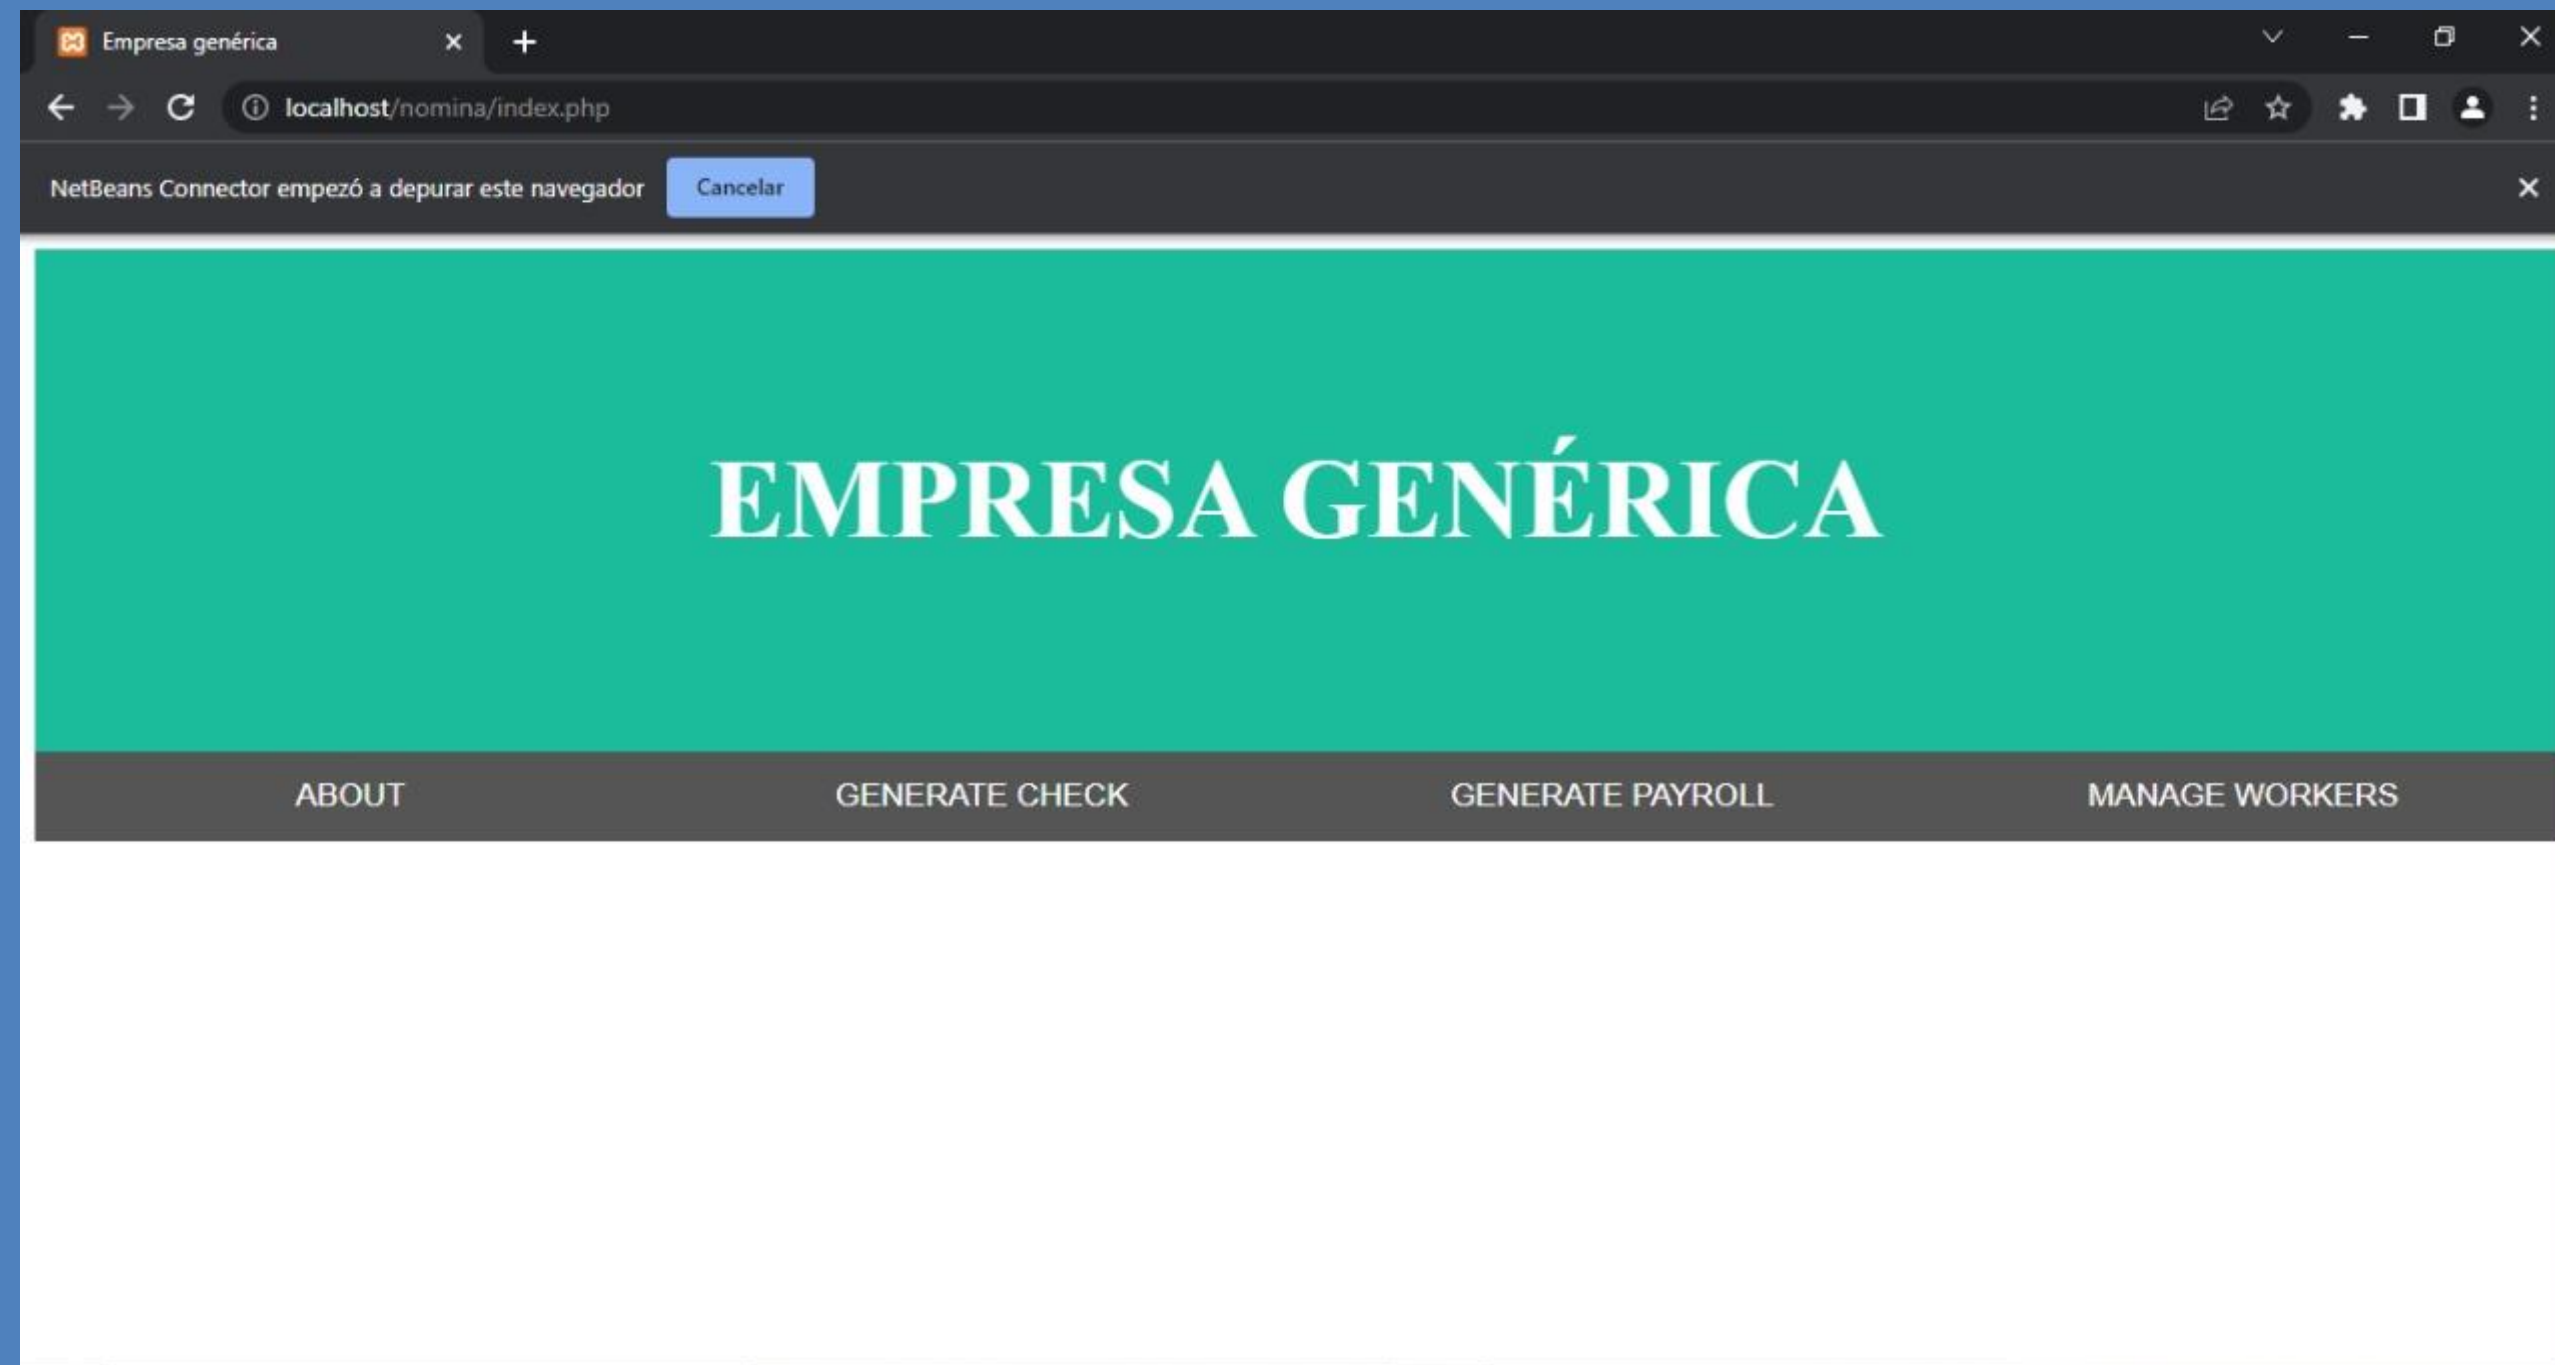 Empresa genérica
localhost/nomina/index.php
NetBeans Connector empezó a depurar este navegador Cancelar
EMPRESA GENÉRICA
ABOUT GENERATE CHECK GENERATE PAYROLL MANAGE WORKERS